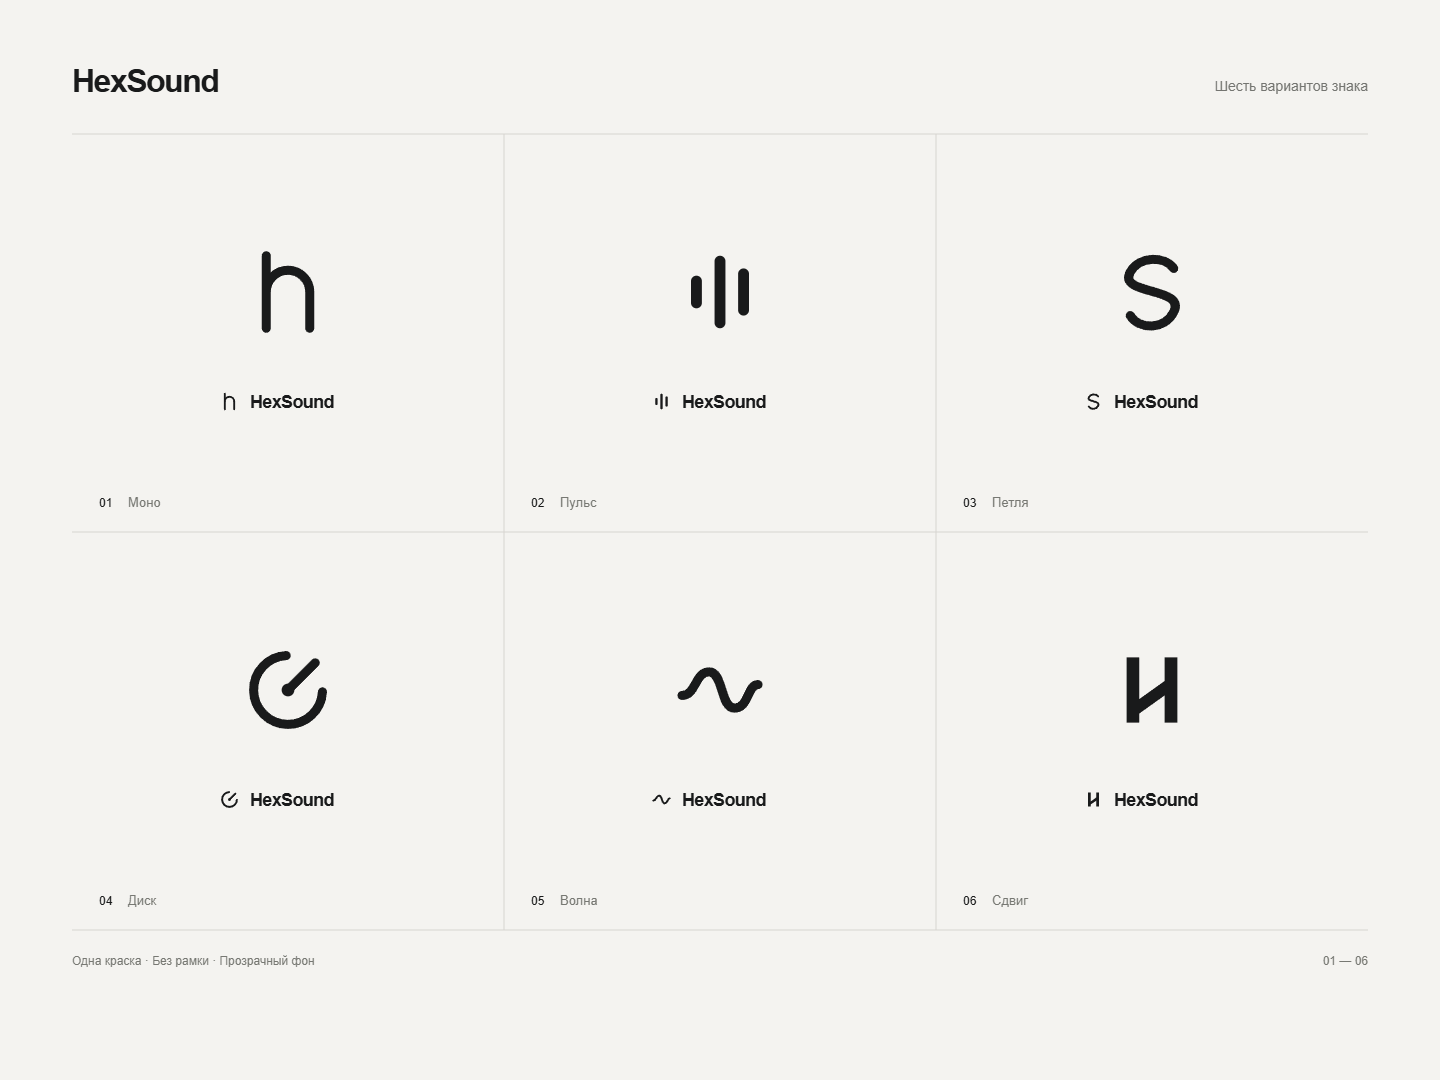 HexSound
Шесть вариантов знака
h HexSound
HexSound
S HexSound
01 Моно
02 Пульс
03 Петля
HexSound
HexSound
HexSound
04 Диск
05 Волна
06 Сдвиг
Одна краска · Без рамки · Прозрачный фон
01 — 06